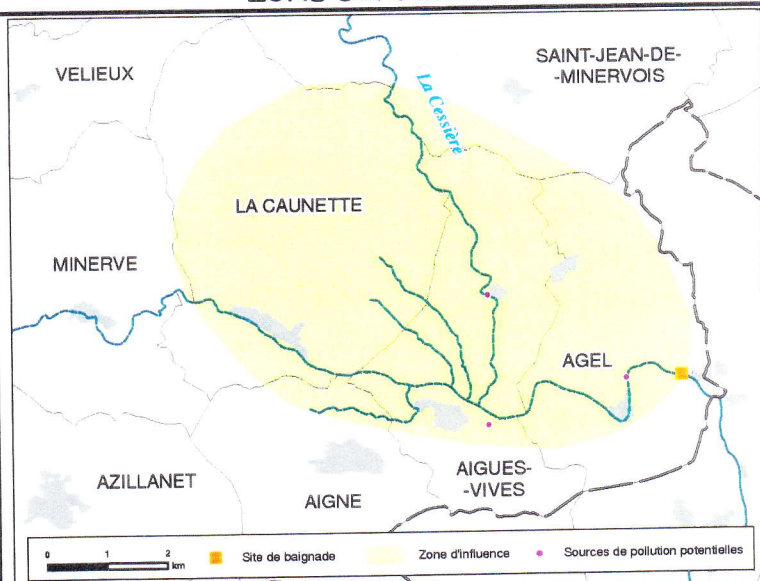 VELIEUX
SAINT-JEAN-DE-
-MINERVOIS
La Cessière
LA CAUNETTE
MINERVE
AGEL
AZILLANET
AIGNE
AIGUES-
-VIVES
0 1 2
km
Site de baignade
Zone d'influence
Sources de pollution potentielles